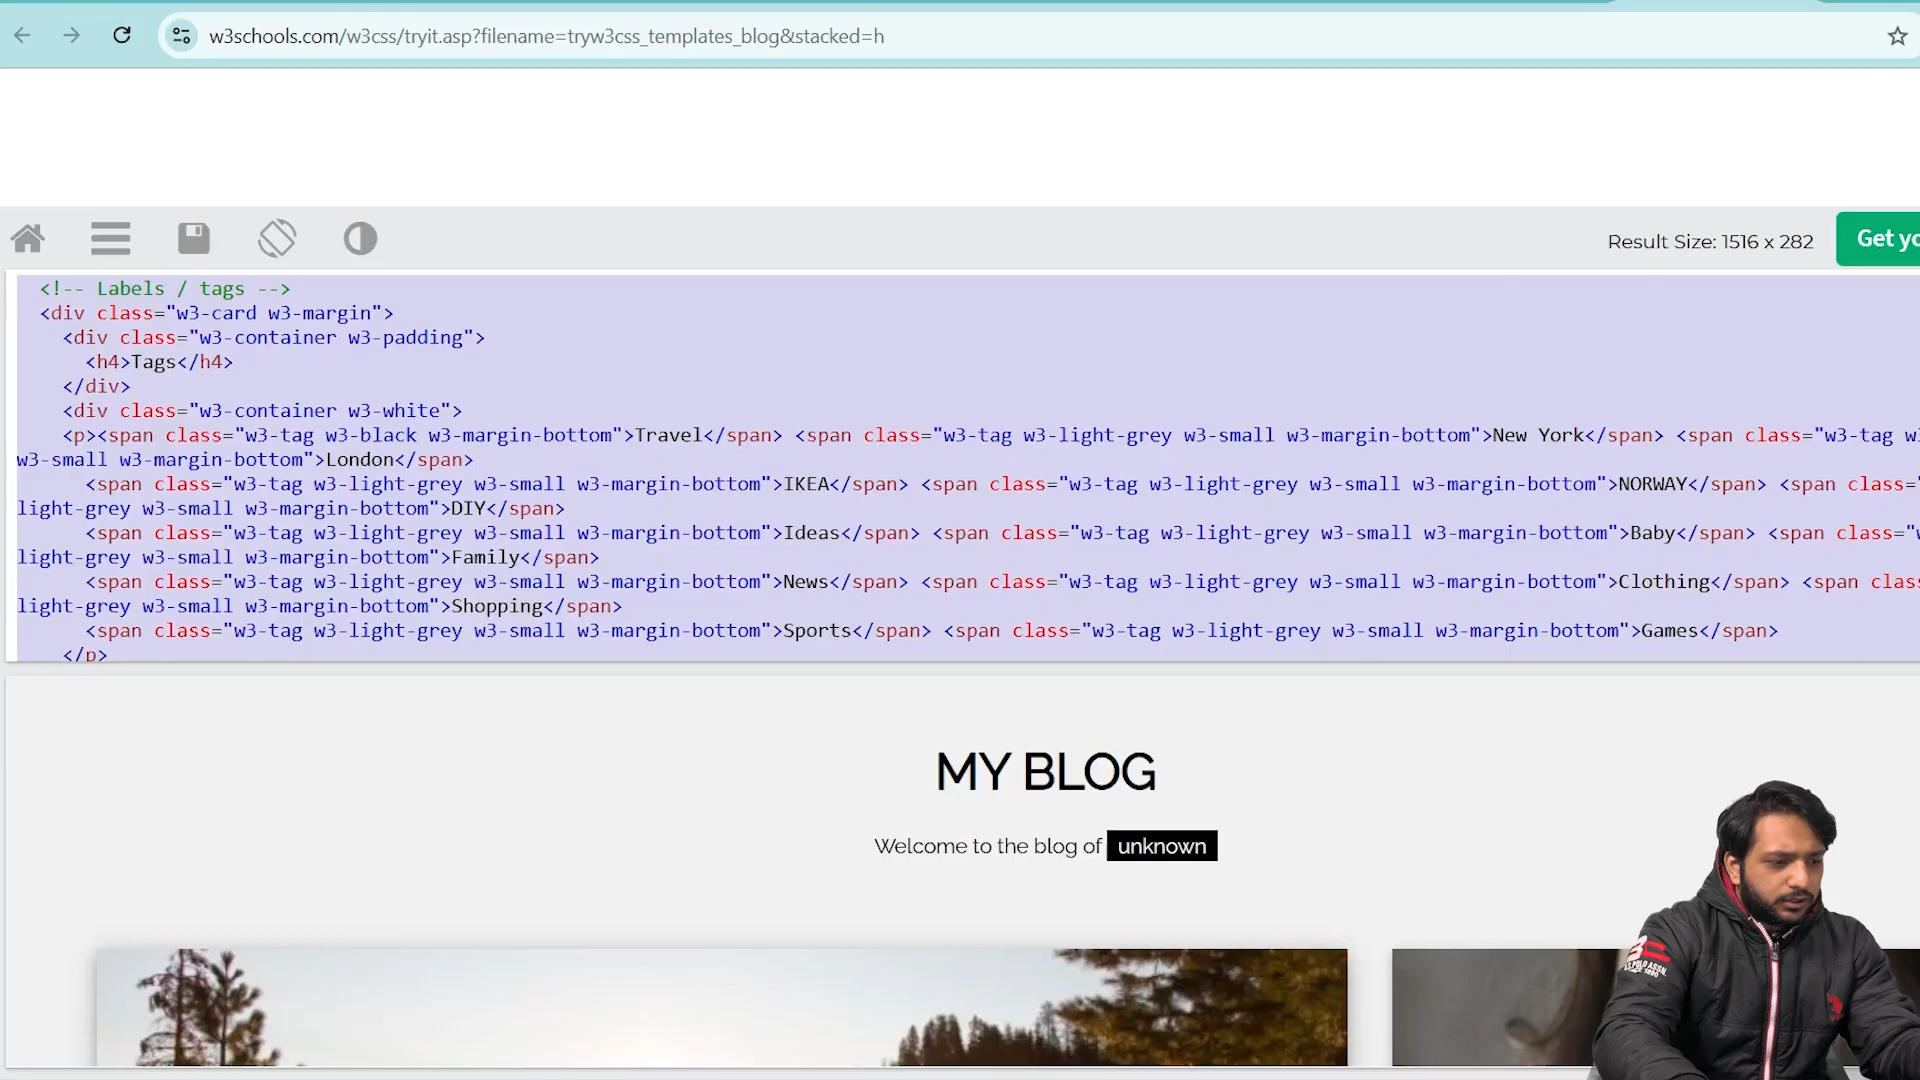 w3schools.com/w3css/tryit.asp?filename=tryw3css_templates_blog&stacked=h
Result Size: 1516 x 282
Get yo
<!-- Labels / tags -->
<div class="w3-card w3-margin">
<div class="w3-container w3-padding">
<h4>Tags</h4>
</div>
<div class="w3-container w3-white">
<p><span class="w3-tag w3-black w3-margin-bottom">Travel</span> <span class="w3-tag w3-light-grey w3-small w3-margin-bottom">New York</span> <span class="w3-tag w3
w3-small w3-margin-bottom">London</span>
<span class="w3-tag w3-light-grey w3-small w3-margin-bottom">IKEA</span> <span class="w3-tag w3-light-grey w3-small w3-margin-bottom">NORWAY</span> <span class="
light-grey w3-small w3-margin-bottom">DIY</span>
<span class="w3-tag w3-light-grey w3-small w3-margin-bottom">Ideas</span> <span class="w3-tag w3-light-grey w3-small w3-margin-bottom">Baby</span> <span class="w
light-grey w3-small w3-margin-bottom">Family</span>
<span class="w3-tag w3-light-grey w3-small w3-margin-bottom">News</span> <span class="w3-tag w3-light-grey w3-small w3-margin-bottom">Clothing</span> <span clas
light-grey w3-small w3-margin-bottom">Shopping</span>
<span class="w3-tag w3-light-grey w3-small w3-margin-bottom">Sports</span> <span class="w3-tag w3-light-grey w3-small w3-margin-bottom">Games</span>
</p>
MY BLOG
Welcome to the blog of unknown